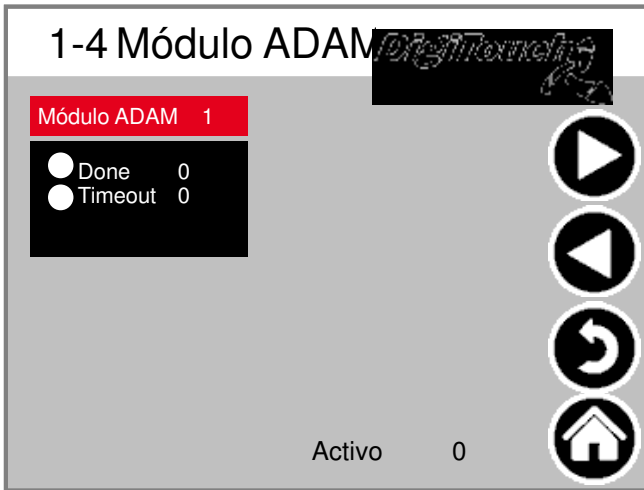 1-4 Módulo ADAM
DigiTouch
Módulo ADAM 1
Done 0
Timeout 0
Activo 0